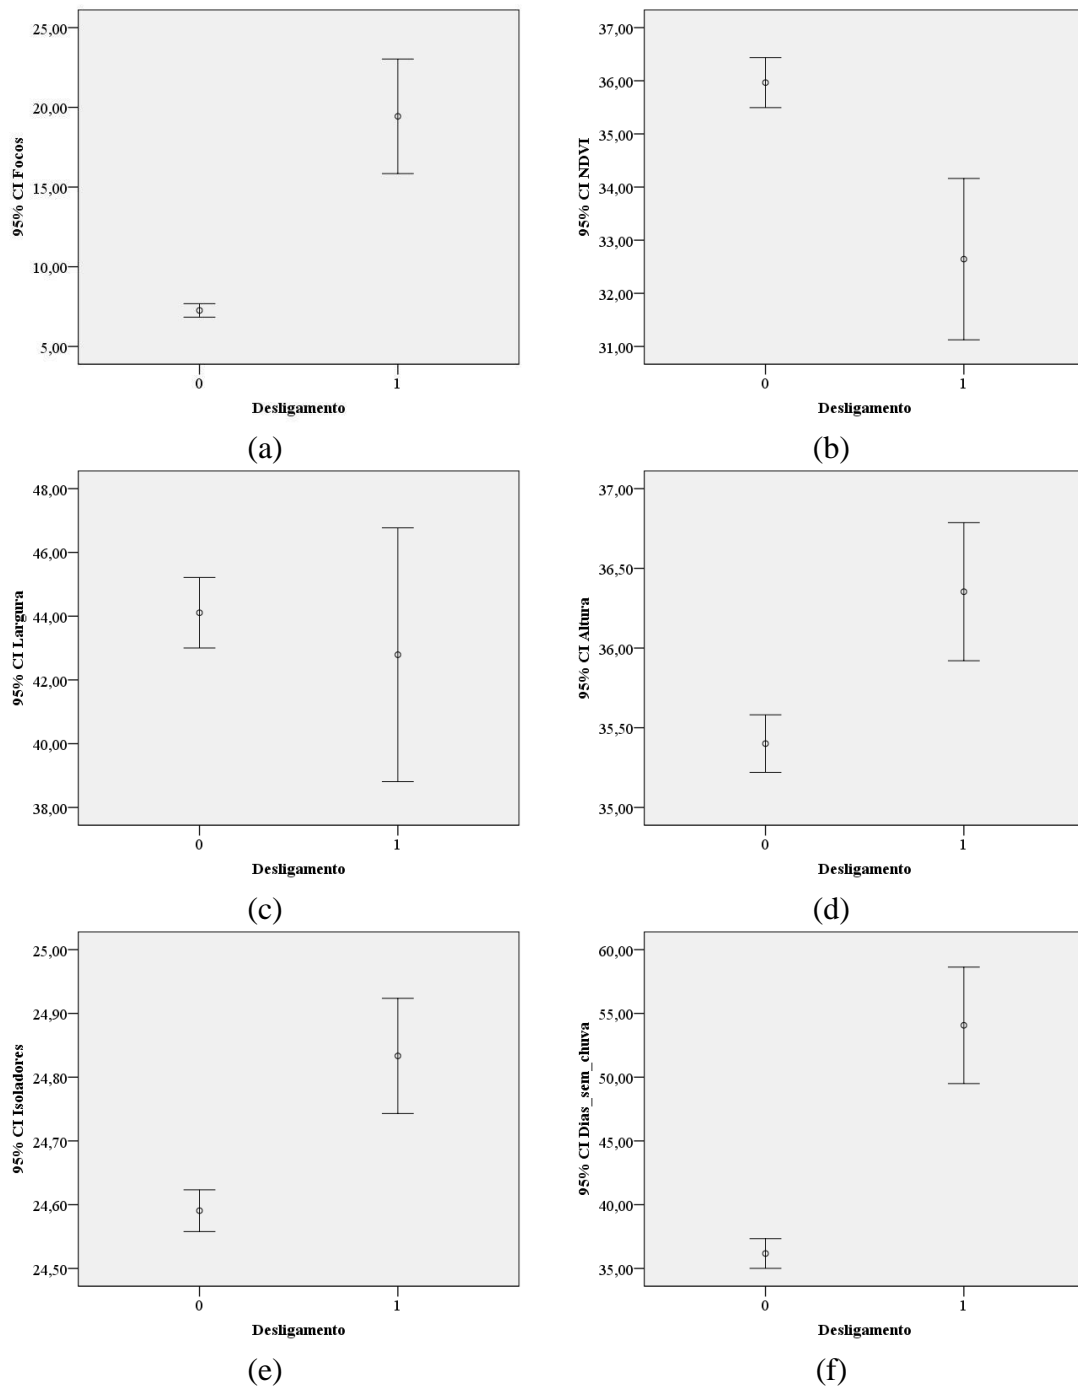 25,00
20,00
15,00
10,00
5,00
95% CI Focos
0 1
Desligamento
(a)
37,00
36,00
35,00
34,00
33,00
32,00
31,00
95% CI NDVI
0 1
Desligamento
(b)
48,00
46,00
44,00
42,00
40,00
38,00
95% CI Largura
0 1
Desligamento
(c)
37,00
36,50
36,00
35,50
35,00
95% CI Altura
0 1
Desligamento
(d)
25,00
24,90
24,80
24,70
24,60
24,50
95% CI Isoladores
0 1
Desligamento
(e)
60,00
55,00
50,00
45,00
40,00
35,00
95% CI Dias_sem_chuva
0 1
Desligamento
(f)